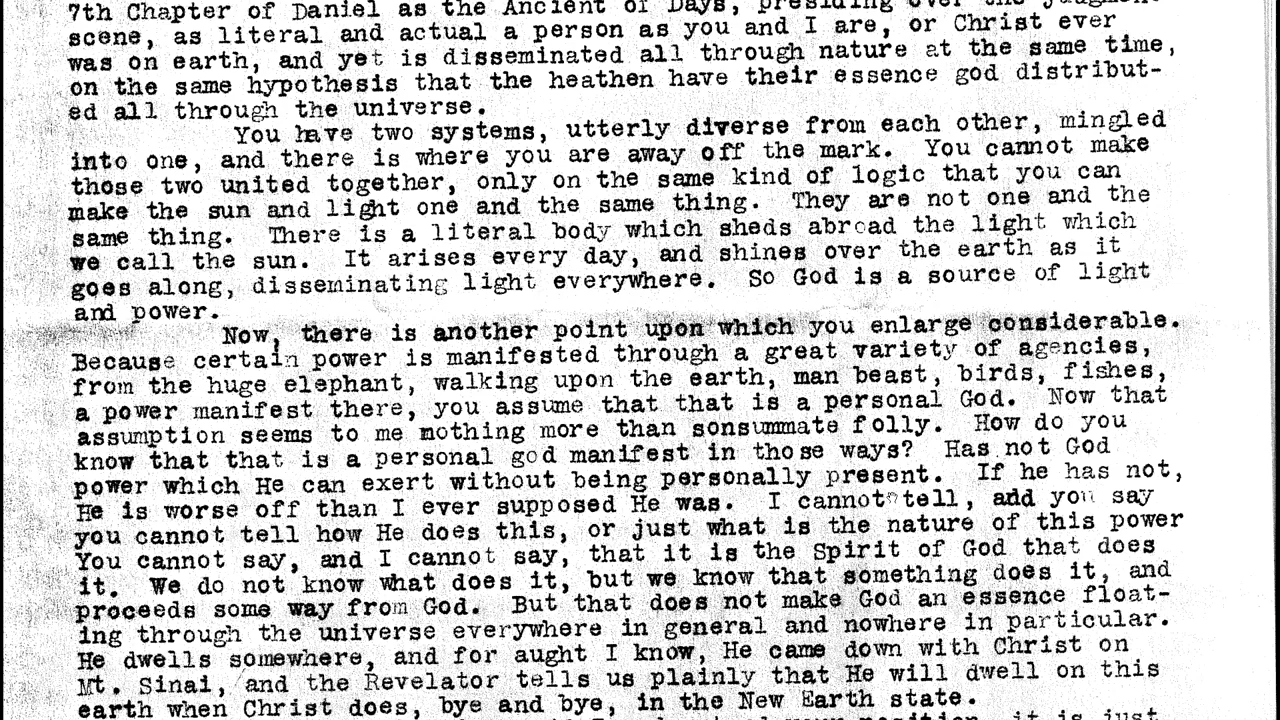 7th Chapter of Daniel as the Ancient of Days, presiding over the judgment
scene, as literal and actual a person as you and I are, or Christ ever
was on earth, and yet is disseminated all through nature at the same time,
on the same hypothesis that the heathen have their essence god distribut-
ed all through the universe.
You have two systems, utterly diverse from each other, mingled
into one, and there is where you are away off the mark. You cannot make
those two united together, only on the same kind of logic that you can
make the sun and light one and the same thing. They are not one and the
same thing. There is a literal body which sheds abroad the light which
we call the sun. It arises every day, and shines over the earth as it
goes along, disseminating light everywhere. So God is a source of light
and power.
Now, there is another point upon which you enlarge considerable.
Because certain power is manifested through a great variety of agencies,
from the huge elephant, walking upon the earth, man beast, birds, fishes,
a power manifest there, you assume that that is a personal God. Now that
assumption seems to me nothing more than sonsummate folly. How do you
know that that is a personal god manifest in those ways? Has not God
power which He can exert without being personally present. If he has not,
He is worse off than I ever supposed He was. I cannot tell, and you say
you cannot tell how He does this, or just what is the nature of this power
You cannot say, and I cannot say, that it is the Spirit of God that does
it. We do not know what does it, but we know that something does it, and
proceeds some way from God. But that does not make God an essence float-
ing through the universe everywhere in general and nowhere in particular.
He dwells somewhere, and for aught I know, He came down with Christ on
Mt. Sinai, and the Revelator tells us plainly that He will dwell on this
earth when Christ does, bye and bye, in the New Earth state.
position, it is just